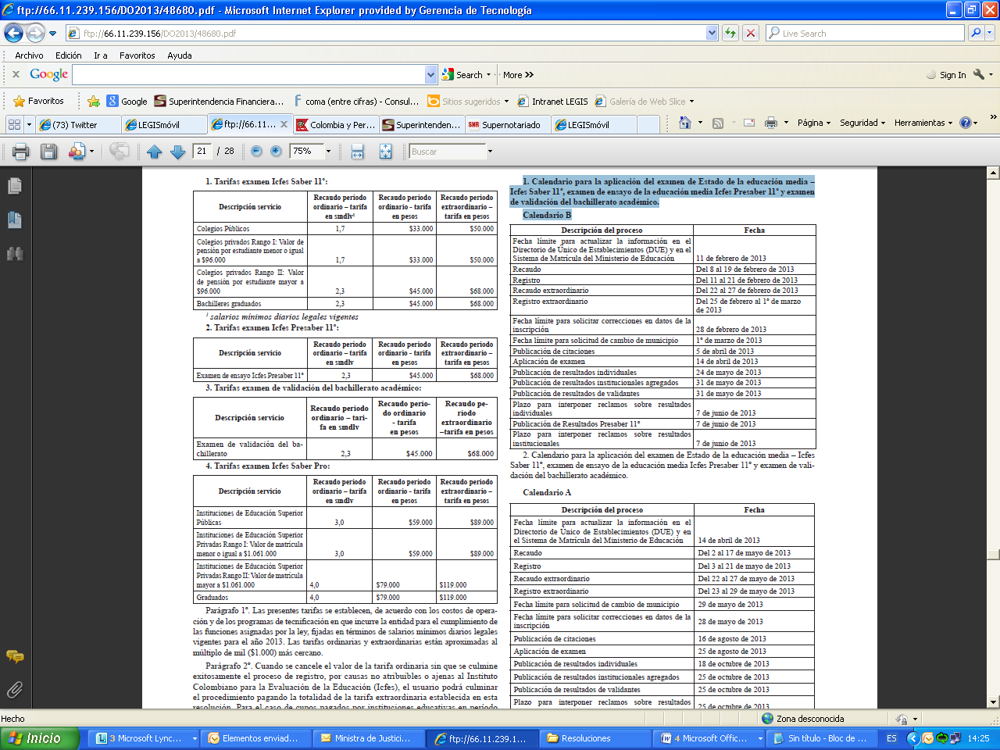 ftp://66.11.239.156/DO2013/48680.pdf - Microsoft Internet Explorer provided by Gerencia de Tecnología
ftp://66.11.239.156/DO2013/48680.pdf
Live Search
Archivo Edición Ir a Favoritos Ayuda
x Google Search More » Sign In
Favoritos Google Superintendencia Financiera... coma (entre cifras) - Consul... Sitios sugeridos Intranet LEGIS Galería de Web Slice
(73) Twitter LEGISmóvil ftp://66.11.... Colombia y Per... Superintenden... SNR Supernotariado LEGISmóvil Página Seguridad Herramientas »
21 / 28 75% Buscar
1. Tarifas examen Icfes Saber 11°:
Descripción servicio
Recaudo periodo ordinario – tarifa en smdlv¹
Recaudo periodo ordinario - tarifa en pesos
Recaudo periodo extraordinario – tarifa en pesos
Colegios Públicos 1,7 $33.000 $50.000
Colegios privados Rango I: Valor de
pensión por estudiante menor o igual
a $96.000 1,7 $33.000 $50.000
Colegios privados Rango II: Valor
de pensión por estudiante mayor a
$96.000 2,3 $45.000 $68.000
Bachilleres graduados 2,3 $45.000 $68.000
¹ salarios mínimos diarios legales vigentes
2. Tarifas examen Icfes Presaber 11°:
Descripción servicio
Recaudo periodo ordinario – tarifa en smdlv
Recaudo periodo ordinario - tarifa en pesos
Recaudo periodo extraordinario – tarifa en pesos
Examen de ensayo Icfes Presaber 11° 2,3 $45.000 $68.000
3. Tarifas examen de validación del bachillerato académico:
Descripción servicio
Recaudo periodo ordinario – tari-
fa en smdlv
Recaudo perio-
do ordinario
- tarifa
en pesos
Recaudo pe-
riodo
extraordinario
–tarifa en pesos
Examen de validación del ba-
chillerato 2,3 $45.000 $68.000
4. Tarifas examen Icfes Saber Pro:
Descripción servicio
Recaudo periodo ordinario – tarifa en smdlv
Recaudo periodo ordinario - tarifa en pesos
Recaudo periodo extraordinario – tarifa en pesos
Instituciones de Educación Superior
Públicas 3,0 $59.000 $89.000
Instituciones de Educación Superior
Privadas Rango I: Valor de matrícula
menor o igual a $1.061.000 3,0 $59.000 $89.000
Instituciones de Educación Superior
Privadas Rango II: Valor de matrícula
mayor a $1.061.000 4,0 $79.000 $119.000
Graduados 4,0 $79.000 $119.000
Parágrafo 1°. Las presentes tarifas se establecen, de acuerdo con los costos de opera-
ción y de los programas de tecnificación en que incurre la entidad para el cumplimiento de
las funciones asignadas por la ley, fijadas en términos de salarios mínimos diarios legales
vigentes para el año 2013. Las tarifas ordinarias y extraordinarias están aproximadas al
múltiplo de mil ($1.000) más cercano.
Parágrafo 2°. Cuando se cancele el valor de la tarifa ordinaria sin que se culmine
exitosamente el proceso de registro, por causas no atribuibles o ajenas al Instituto
Colombiano para la Evaluación de la Educación (Icfes), el usuario podrá culminar
el procedimiento pagando la totalidad de la tarifa extraordinaria establecida en esta
resolución. Para el caso de cupos pagados por instituciones educativas en período
1. Calendario para la aplicación del examen de Estado de la educación media –
Icfes Saber 11°, examen de ensayo de la educación media Icfes Presaber 11° y examen
de validación del bachillerato académico.
Calendario B
Descripción del proceso Fecha
Fecha límite para actualizar la información en el
Directorio de Único de Establecimientos (DUE) y en el
Sistema de Matrícula del Ministerio de Educación 11 de febrero de 2013
Recaudo Del 8 al 19 de febrero de 2013
Registro Del 11 al 21 de febrero de 2013
Recaudo extraordinario Del 22 al 27 de febrero de 2013
Registro extraordinario Del 25 de febrero al 1° de marzo
de 2013
Fecha límite para solicitar correcciones en datos de la
inscripción 28 de febrero de 2013
Fecha límite para solicitud de cambio de municipio 1° de marzo de 2013
Publicación de citaciones 5 de abril de 2013
Aplicación de examen 14 de abril de 2013
Publicación de resultados individuales 24 de mayo de 2013
Publicación de resultados institucionales agregados 31 de mayo de 2013
Publicación de resultados de validantes 31 de mayo de 2013
Plazo para interponer reclamos sobre resultados
individuales 7 de junio de 2013
Publicación de Resultados Presaber 11° 7 de junio de 2013
Plazo para interponer reclamos sobre resultados
institucionales 7 de junio de 2013
2. Calendario para la aplicación del examen de Estado de la educación media – Icfes
Saber 11°, examen de ensayo de la educación media Icfes Presaber 11° y examen de vali-
dación del bachillerato académico.
Calendario A
Descripción del proceso Fecha
Fecha límite para actualizar la información en el
Directorio de Único de Establecimientos (DUE) y en
el Sistema de Matrícula del Ministerio de Educación 14 de abril de 2013
Recaudo Del 2 al 17 de mayo de 2013
Registro Del 3 al 21 de mayo de 2013
Recaudo extraordinario Del 22 al 27 de mayo de 2013
Registro extraordinario Del 23 al 29 de mayo de 2013
Fecha límite para solicitud de cambio de municipio 29 de mayo de 2013
Fecha límite para solicitar correcciones en datos de la
inscripción 28 de mayo de 2013
Publicación de citaciones 16 de agosto de 2013
Aplicación de examen 25 de agosto de 2013
Publicación de resultados individuales 18 de octubre de 2013
Publicación de resultados institucionales agregados 25 de octubre de 2013
Publicación de resultados de validantes 25 de octubre de 2013
Plazo para interponer reclamos sobre resultados 25 de octubre de 2013
Hecho Zona desconocida
Inicio 3 Microsoft Lync... Elementos enviad... Ministra de Justici... ftp://66.11.239.1... Resoluciones 4 Microsoft Offic... Sin título - Bloc de ... ES 14:25